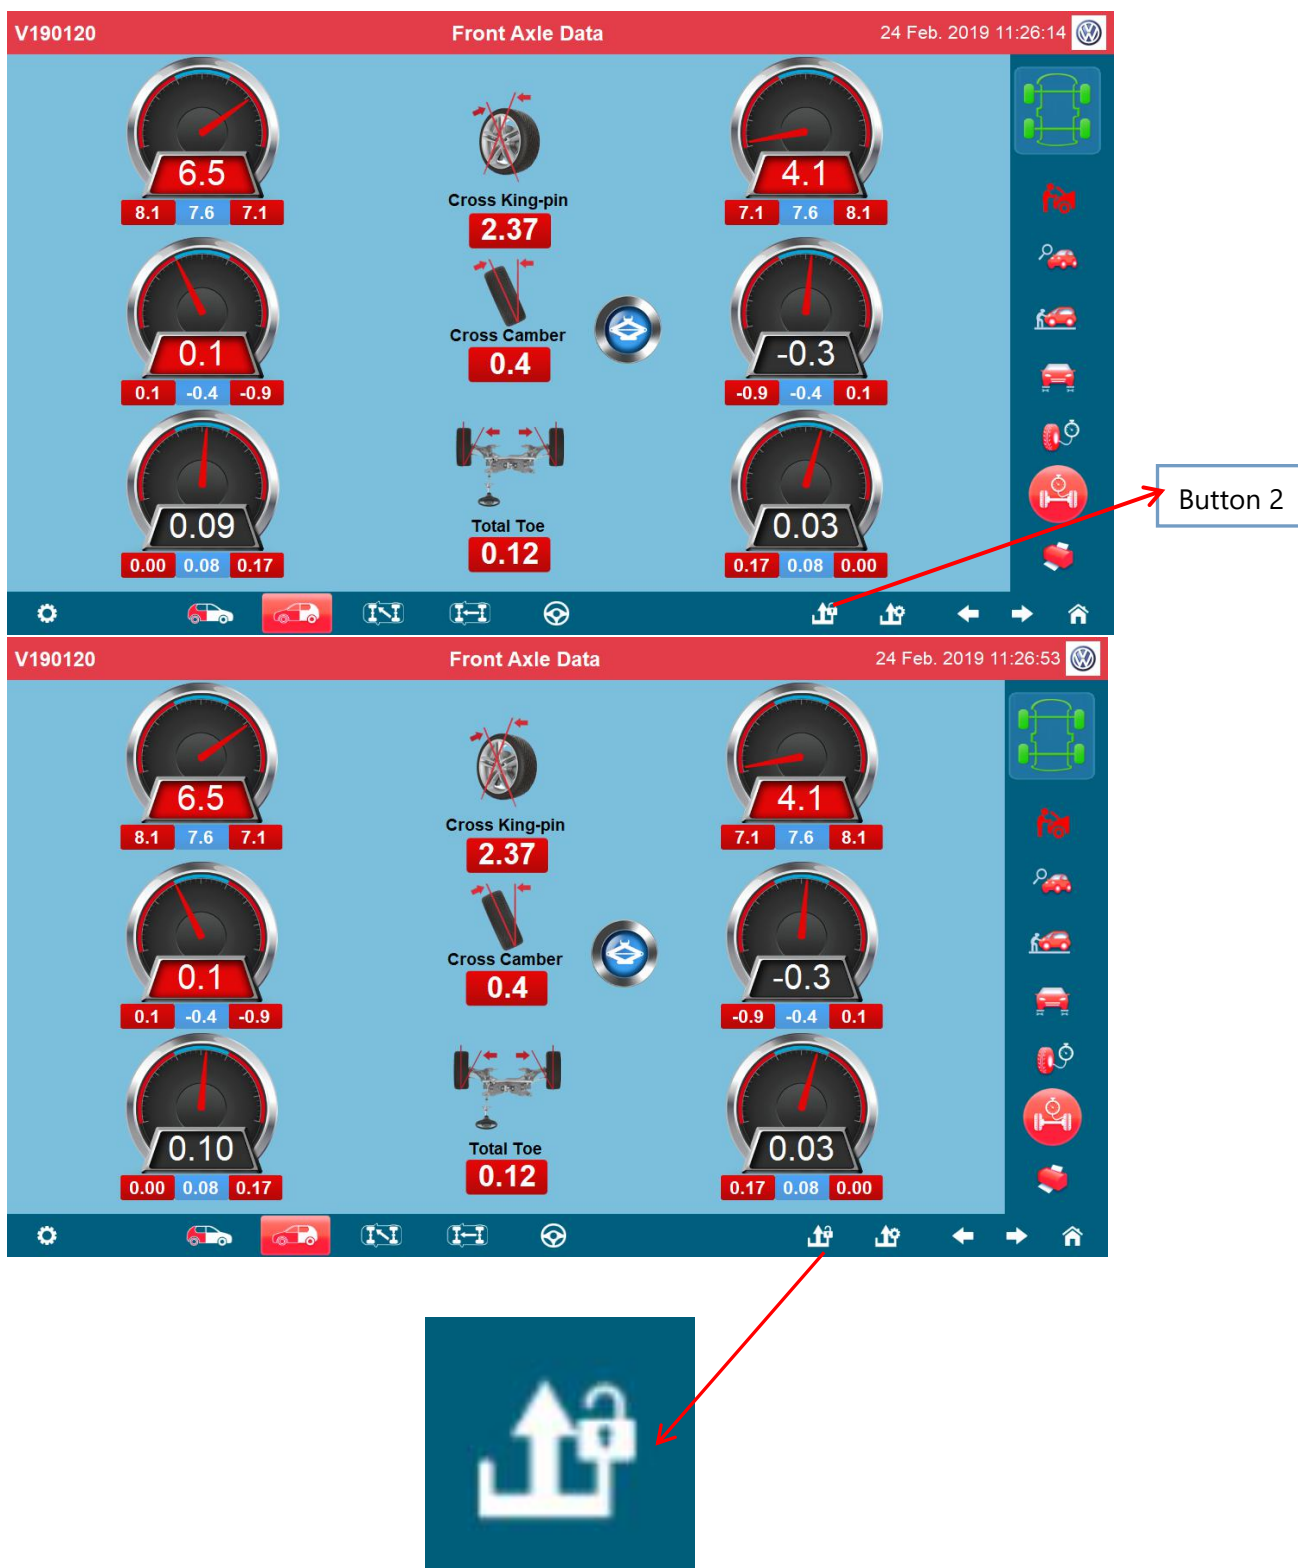 V190120 Front Axle Data 24 Feb. 2019 11:26:14
6.5
8.1 7.6 7.1
Cross King-pin
2.37
4.1
7.1 7.6 8.1
0.1
0.1 -0.4 -0.9
Cross Camber
0.4
-0.3
-0.9 -0.4 0.1
0.09
0.00 0.08 0.17
Total Toe
0.12
0.03
0.17 0.08 0.00
Button 2
V190120 Front Axle Data 24 Feb. 2019 11:26:53
6.5
8.1 7.6 7.1
Cross King-pin
2.37
4.1
7.1 7.6 8.1
0.1
0.1 -0.4 -0.9
Cross Camber
0.4
-0.3
-0.9 -0.4 0.1
0.10
0.00 0.08 0.17
Total Toe
0.12
0.03
0.17 0.08 0.00